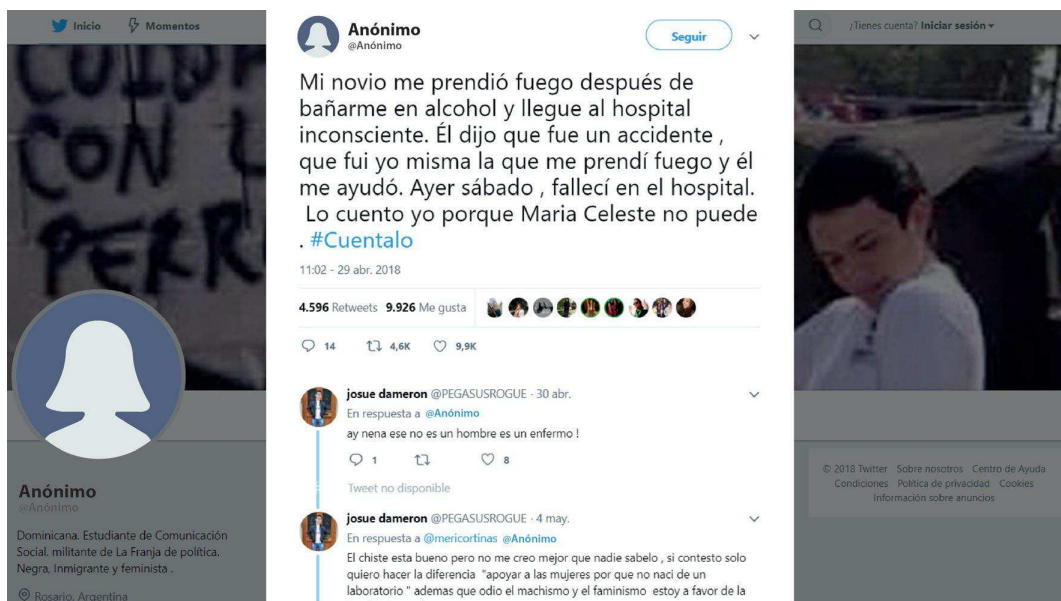 Inicio
Momentos
¿Tienes cuenta? Iniciar sesión
CON
PERR
Anónimo
@Anónimo
Seguir
Mi novio me prendió fuego después de
bañarme en alcohol y llegue al hospital
inconsciente. Él dijo que fue un accidente ,
que fui yo misma la que me prendí fuego y él
me ayudó. Ayer sábado , fallecí en el hospital.
Lo cuento yo porque Maria Celeste no puede
. #Cuentalo
11:02 - 29 abr. 2018
4.596 Retweets 9.926 Me gusta
14 4,6K 9,9K
josue dameron @PEGASUSROGUE · 30 abr.
En respuesta a @Anónimo
ay nena ese no es un hombre es un enfermo !
1 8
Tweet no disponible
josue dameron @PEGASUSROGUE · 4 may.
En respuesta a @mericortinas @Anónimo
El chiste esta bueno pero no me creo mejor que nadie sabelo , si contesto solo
quiero hacer la diferencia "apoyar a las mujeres por que no naci de un
laboratorio " ademas que odio el machismo y el faminismo estoy a favor de la
Anónimo
@Anónimo
Dominicana. Estudiante de Comunicación
Social. militante de La Franja de política.
Negra, Inmigrante y feminista .
Rosario, Argentina
© 2018 Twitter Sobre nosotros Centro de Ayuda
Condiciones Política de privacidad Cookies
Información sobre anuncios